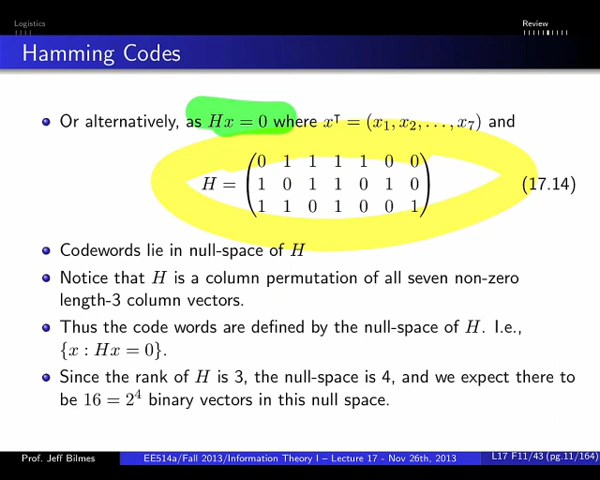 Logistics Review
Hamming Codes
Or alternatively, as Hx = 0 where x⊺ = (x₁, x₂, . . . , x₇) and
0 1 1 1 1 0 0
H = 1 0 1 1 0 1 0 (17.14)
1 1 0 1 0 0 1
Codewords lie in null-space of H
Notice that H is a column permutation of all seven non-zero
length-3 column vectors.
Thus the code words are defined by the null-space of H. I.e.,
{x : Hx = 0}.
Since the rank of H is 3, the null-space is 4, and we expect there to
be 16 = 2⁴ binary vectors in this null space.
Prof. Jeff Bilmes EE514a/Fall 2013/Information Theory I – Lecture 17 - Nov 26th, 2013 L17 F11/43 (pg.11/164)